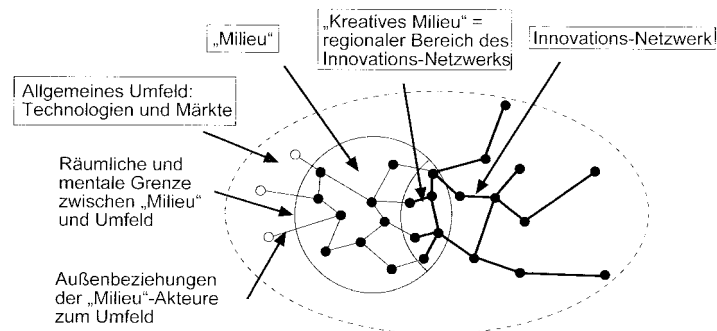 „Milieu“
„Kreatives Milieu“ =
regionaler Bereich des
Innovations-Netzwerks
Innovations-Netzwerk
Allgemeines Umfeld:
Technologien und Märkte
Räumliche und
mentale Grenze
zwischen „Milieu“
und Umfeld
Außenbeziehungen
der „Milieu“-Akteure
zum Umfeld